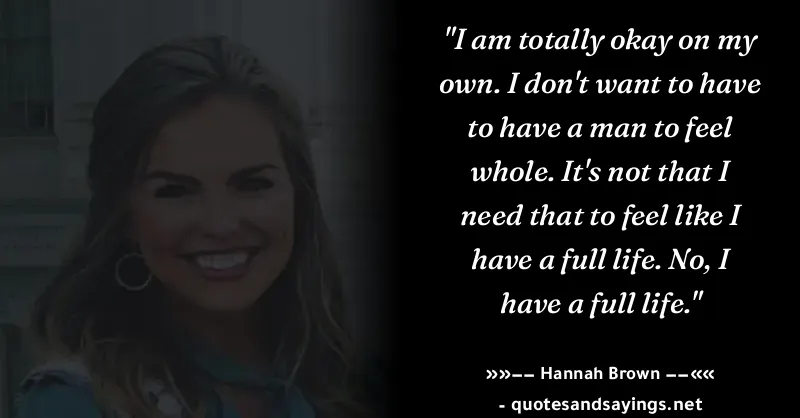 "I am totally okay on my
own. I don't want to have
to have a man to feel
whole. It's not that I
need that to feel like I
have a full life. No, I
have a full life."
»»–– Hannah Brown ––««
- quotesandsayings.net